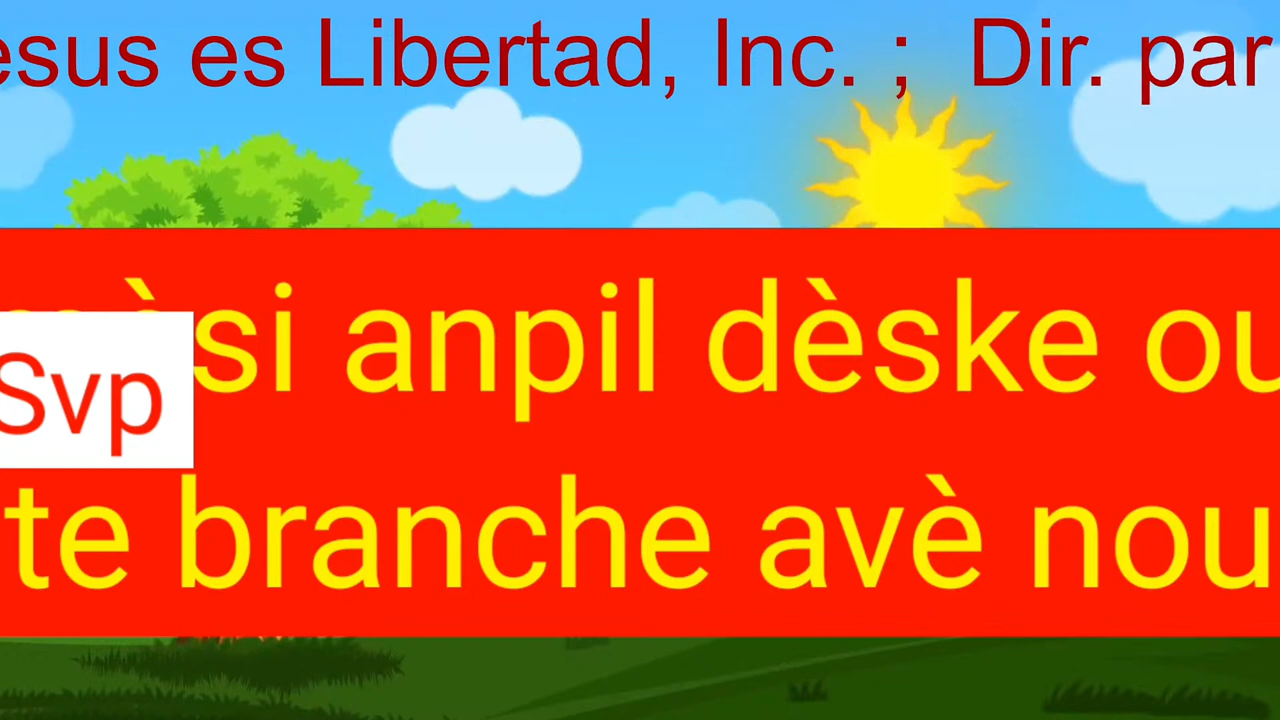 esus es Libertad, Inc. ; Dir. par
si anpil dèske ou
Svp
te branche avè nou